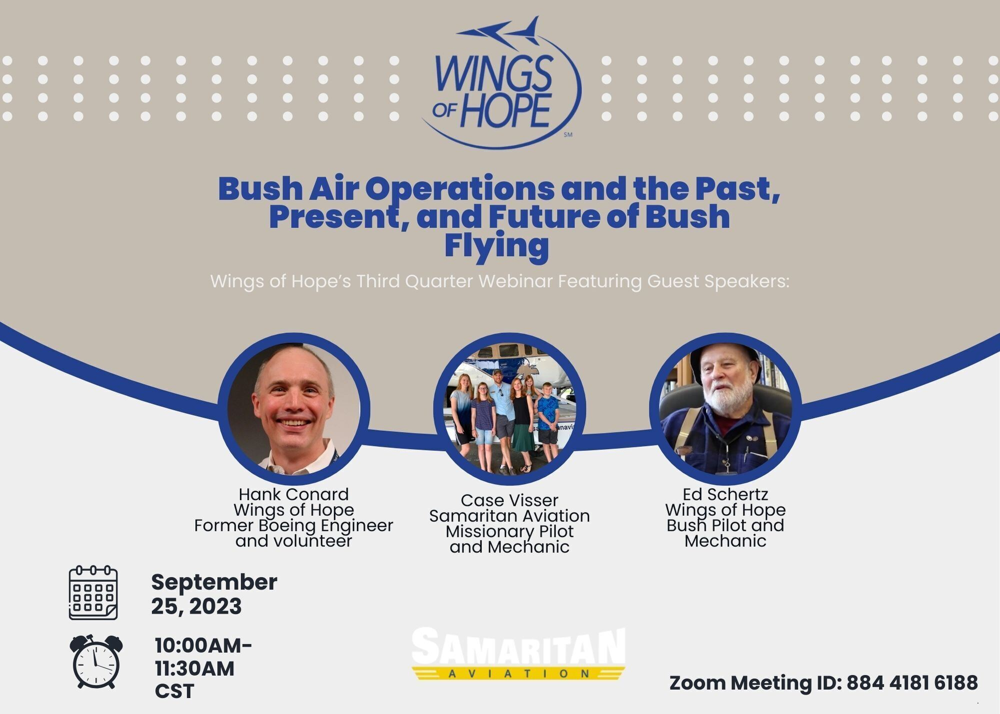 WINGS
OF HOPE
SM
Bush Air Operations and the Past,
Present, and Future of Bush
Flying
Wings of Hope's Third Quarter Webinar Featuring Guest Speakers:
Hank Conard
Wings of Hope
Former Boeing Engineer
and volunteer
Case Visser
Samaritan Aviation
Missionary Pilot
and Mechanic
Ed Schertz
Wings of Hope
Bush Pilot and
Mechanic
September
25, 2023
10:00AM-
11:30AM
CST
SAMARITAN
AVIATION
Zoom Meeting ID: 884 4181 6188